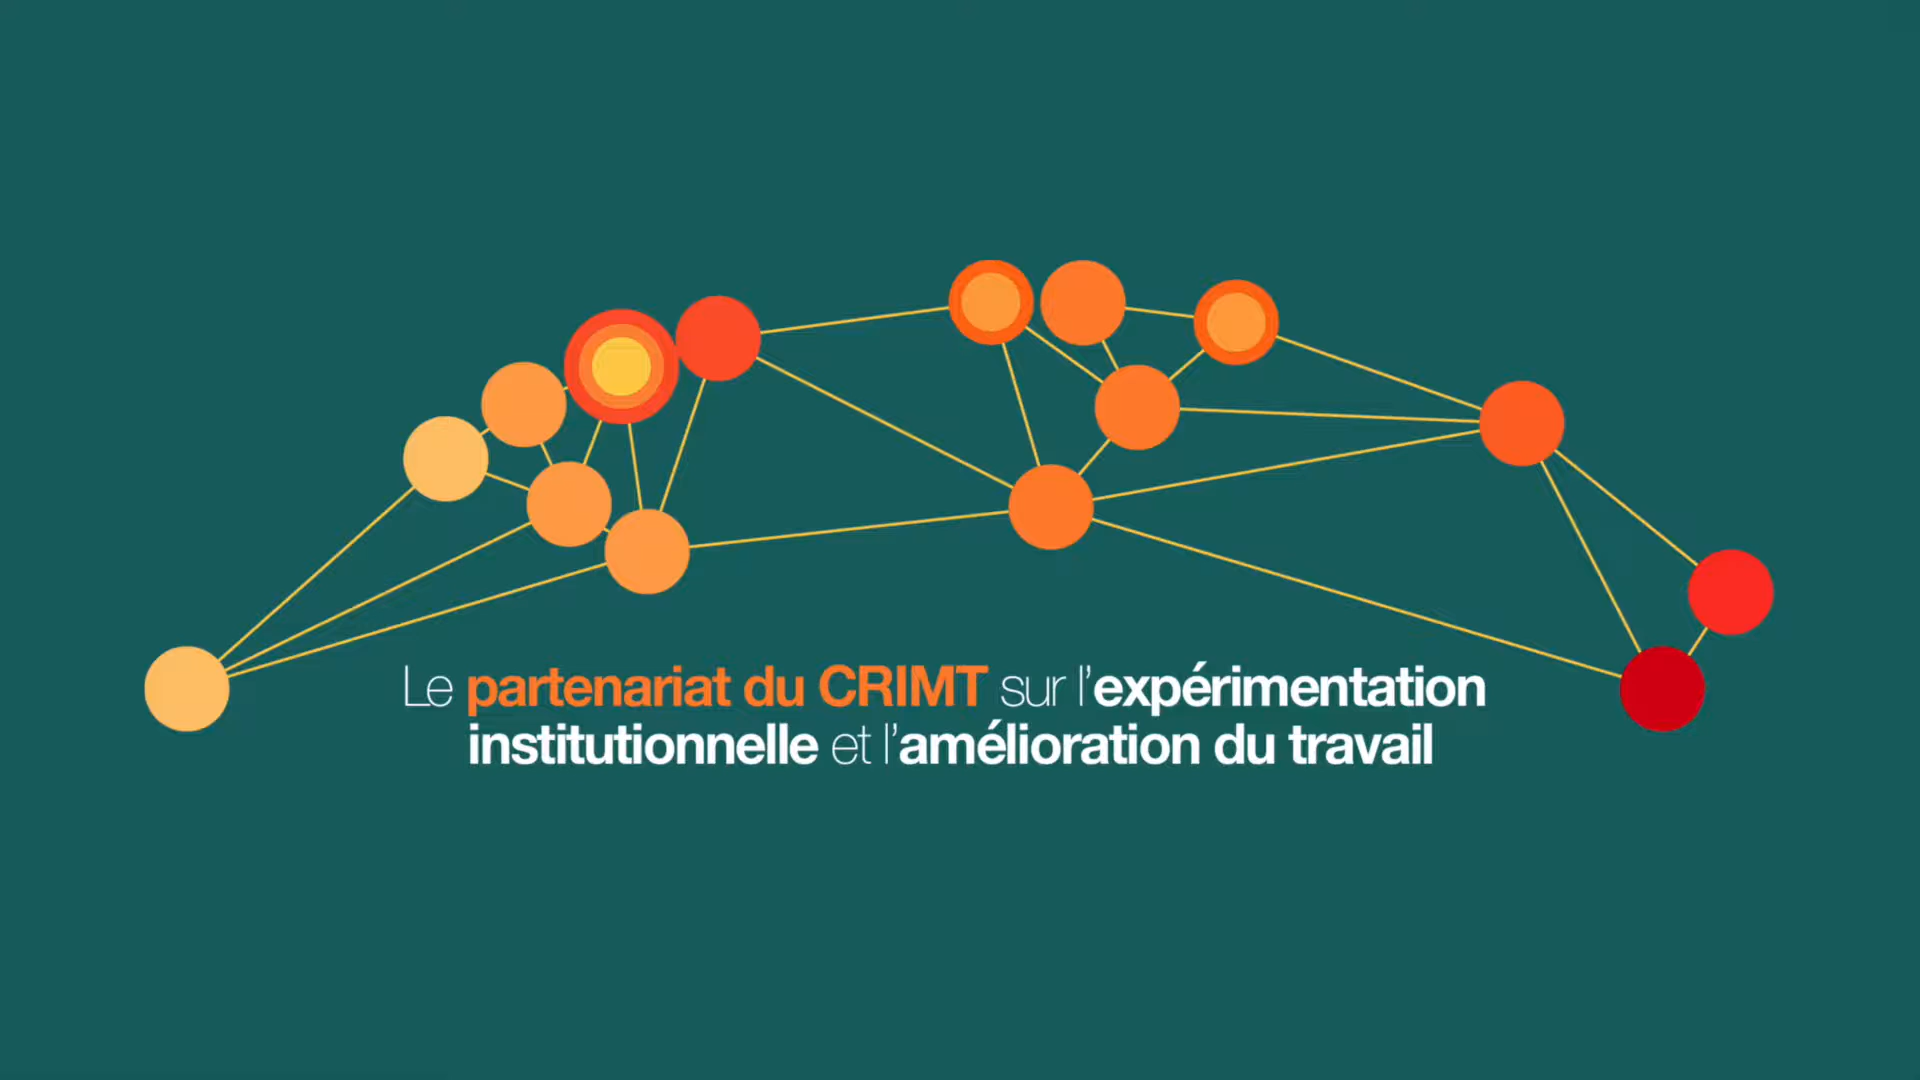 Le partenariat du CRIMT sur l'expérimentation
institutionnelle et l'amélioration du travail